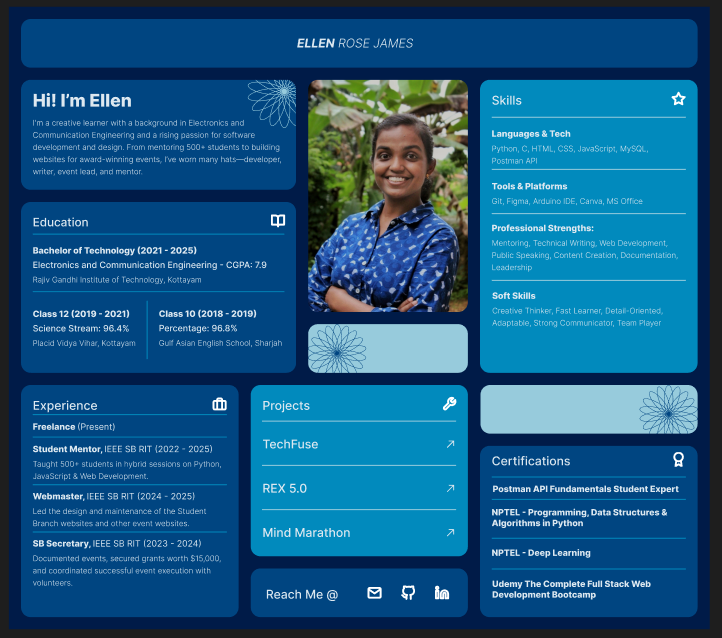 ELLEN ROSE JAMES
Hi! I'm Ellen
I'm a creative learner with a background in Electronics and
Communication Engineering and a rising passion for software
development and design. From mentoring 500+ students to building
websites for award-winning events, I've worn many hats—developer,
writer, event lead, and mentor.
Education
Bachelor of Technology (2021 - 2025)
Electronics and Communication Engineering - CGPA: 7.9
Rajiv Gandhi Institute of Technology, Kottayam
Class 12 (2019 - 2021)
Science Stream: 96.4%
Placid Vidya Vihar, Kottayam
Class 10 (2018 - 2019)
Percentage: 96.8%
Gulf Asian English School, Sharjah
Skills
Languages & Tech
Python, C, HTML, CSS, JavaScript, MySQL,
Postman API
Tools & Platforms
Git, Figma, Arduino IDE, Canva, MS Office
Professional Strengths:
Mentoring, Technical Writing, Web Development,
Public Speaking, Content Creation, Documentation,
Leadership
Soft Skills
Creative Thinker, Fast Learner, Detail-Oriented,
Adaptable, Strong Communicator, Team Player
Experience
Freelance (Present)
Student Mentor, IEEE SB RIT (2022 - 2025)
Taught 500+ students in hybrid sessions on Python,
JavaScript & Web Development.
Webmaster, IEEE SB RIT (2024 - 2025)
Led the design and maintenance of the Student
Branch websites and other event websites.
SB Secretary, IEEE SB RIT (2023 - 2024)
Documented events, secured grants worth $15,000,
and coordinated successful event execution with
volunteers.
Projects
TechFuse
REX 5.0
Mind Marathon
Reach Me @
Certifications
Postman API Fundamentals Student Expert
NPTEL - Programming, Data Structures &
Algorithms in Python
NPTEL - Deep Learning
Udemy The Complete Full Stack Web
Development Bootcamp